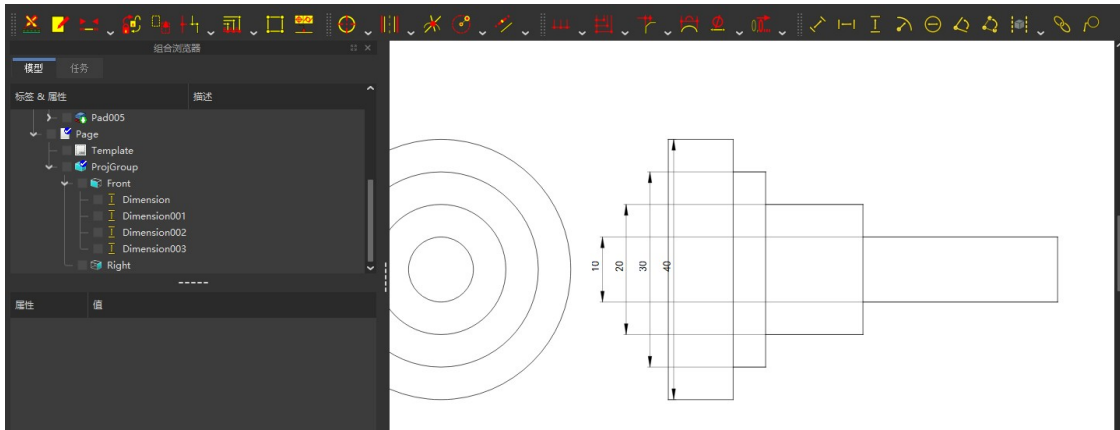 组合浏览器
模型 任务
标签 & 属性 描述
Pad005
Page
Template
ProjGroup
Front
Dimension
Dimension001
Dimension002
Dimension003
Right
属性 值
10
20
30
40